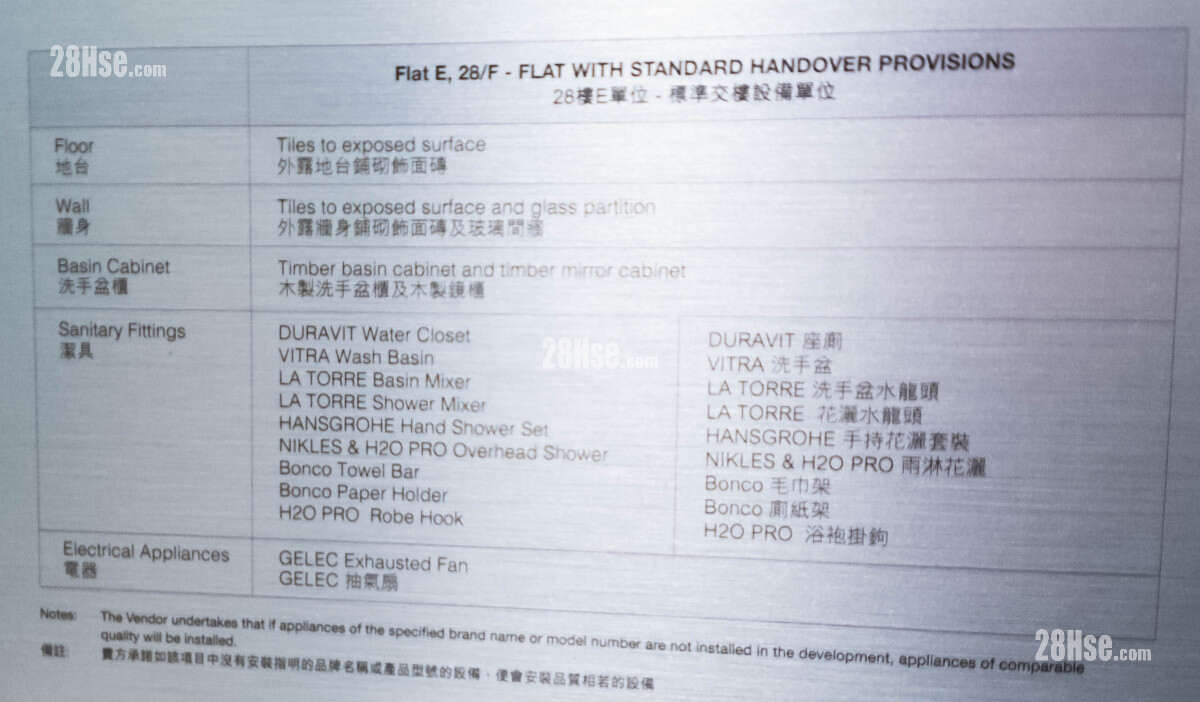 28Hse.com
Flat E, 28/F - FLAT WITH STANDARD HANDOVER PROVISIONS
28樓E單位 - 標準交樓設備單位
Floor
地台
Tiles to exposed surface
外露地台鋪砌飾面磚
Wall
牆身
Tiles to exposed surface and glass partition
外露牆身鋪砌飾面磚及玻璃間牆
Basin Cabinet
洗手盆櫃
Timber basin cabinet and timber mirror cabinet
木製洗手盆櫃及木製鏡櫃
Sanitary Fittings
潔具
DURAVIT Water Closet
VITRA Wash Basin
LA TORRE Basin Mixer
LA TORRE Shower Mixer
HANSGROHE Hand Shower Set
NIKLES & H2O PRO Overhead Shower
Bonco Towel Bar
Bonco Paper Holder
H2O PRO Robe Hook
28Hse.com
DURAVIT 座廁
VITRA 洗手盆
LA TORRE 洗手盆水龍頭
LA TORRE 花灑水龍頭
HANSGROHE 手持花灑套裝
NIKLES & H2O PRO 雨淋花灑
Bonco 毛巾架
Bonco 廁紙架
H2O PRO 浴袍掛鉤
Electrical Appliances
電器
GELEC Exhausted Fan
GELEC 抽氣扇
Notes: The Vendor undertakes that if appliances of the specified brand name or model number are not installed in the development, appliances of comparable
quality will be installed.
備註: 賣方承諾如該項目中沒有安裝指明的品牌名稱或產品型號的設備，便會安裝品質相若的設備
28Hse.com